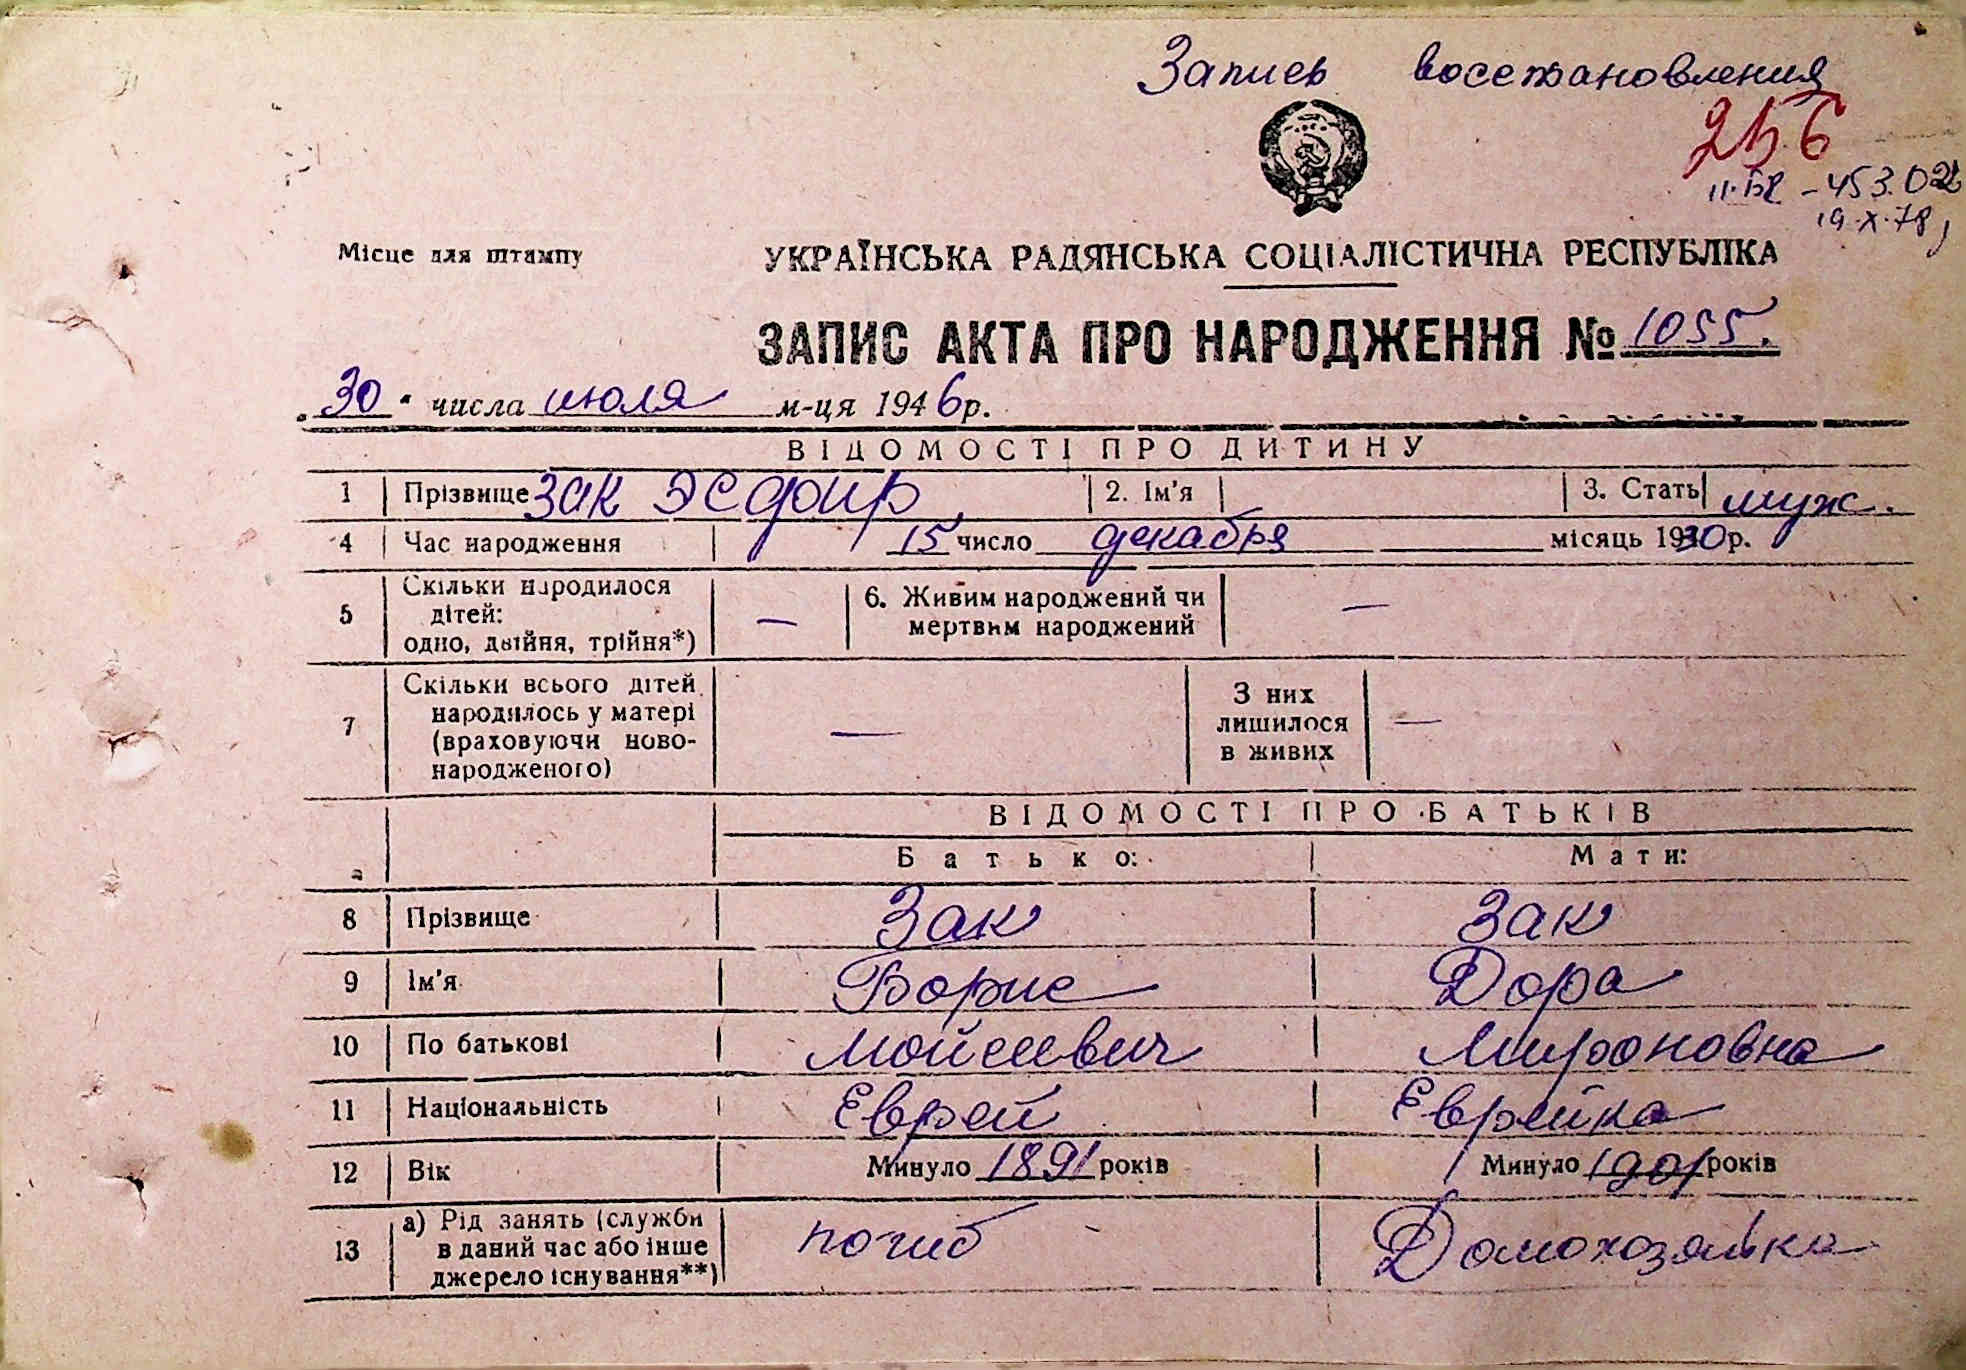 Запись восстановления
256
II-БК -453.02
19.X.78
Місце для штампу
УКРАЇНСЬКА РАДЯНСЬКА СОЦІАЛІСТИЧНА РЕСПУБЛІКА
ЗАПИС АКТА ПРО НАРОДЖЕННЯ № 1055.
„30“ числа июля м-ця 1946 р.
ВІДОМОСТІ ПРО ДИТИНУ
1 Прізвище Зак Эсфирь 2. Ім'я 3. Стать муж.
4 Час народження 15 число декабря місяць 1930 р.
5 Скільки народилося дітей: одно, двійня, трійня*) — 6. Живим народжений чи мертвим народжений —
7 Скільки всього дітей народилось у матері (враховуючи новонародженого) — З них лишилося в живих —
ВІДОМОСТІ ПРО БАТЬКІВ
Батько: Мати:
8 Прізвище Зак Зак
9 Ім'я Борис Дора
10 По батькові Мойсеевич Мироновна
11 Національність Еврей Еврейка
12 Вік Минуло 1891 років Минуло 1901 років
13 а) Рід занять (служби в даний час або інше джерело існування**) погиб Домохозяйка